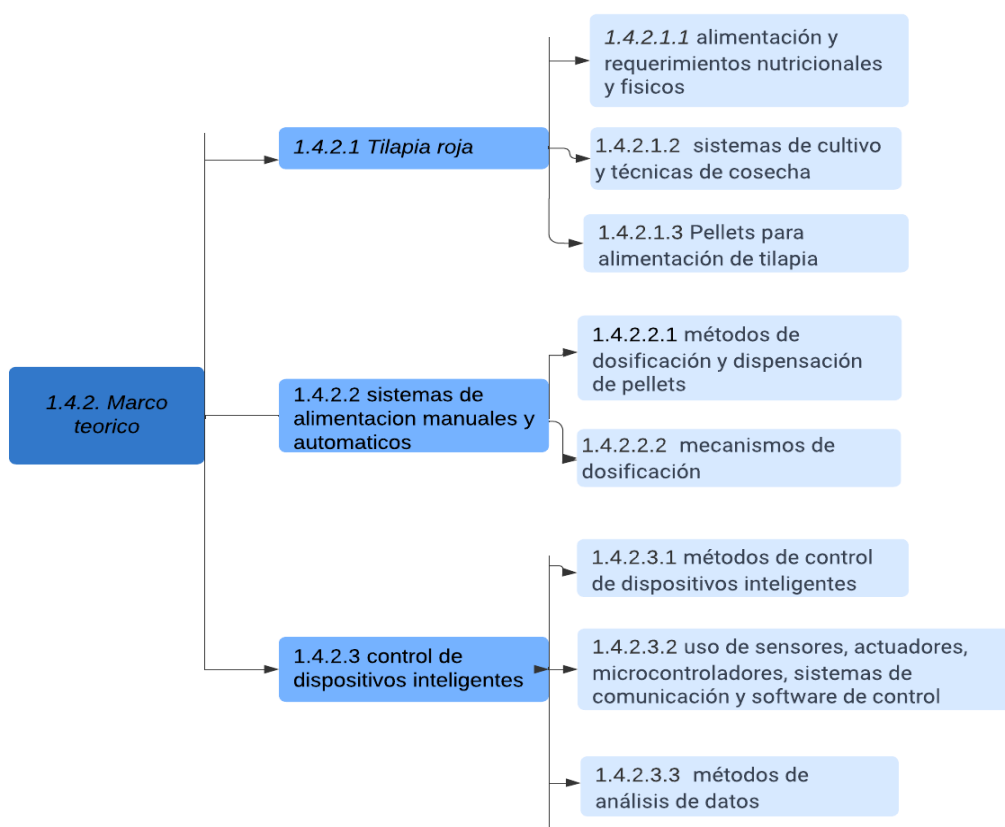 1.4.2. Marco
teorico
1.4.2.1 Tilapia roja
1.4.2.1.1 alimentación y
requerimientos nutricionales
y fisicos
1.4.2.1.2 sistemas de cultivo
y técnicas de cosecha
1.4.2.1.3 Pellets para
alimentación de tilapia
1.4.2.2 sistemas de
alimentacion manuales y
automaticos
1.4.2.2.1 métodos de
dosificación y dispensación
de pellets
1.4.2.2.2 mecanismos de
dosificación
1.4.2.3 control de
dispositivos inteligentes
1.4.2.3.1 métodos de control
de dispositivos inteligentes
1.4.2.3.2 uso de sensores, actuadores,
microcontroladores, sistemas de
comunicación y software de control
1.4.2.3.3 métodos de
análisis de datos